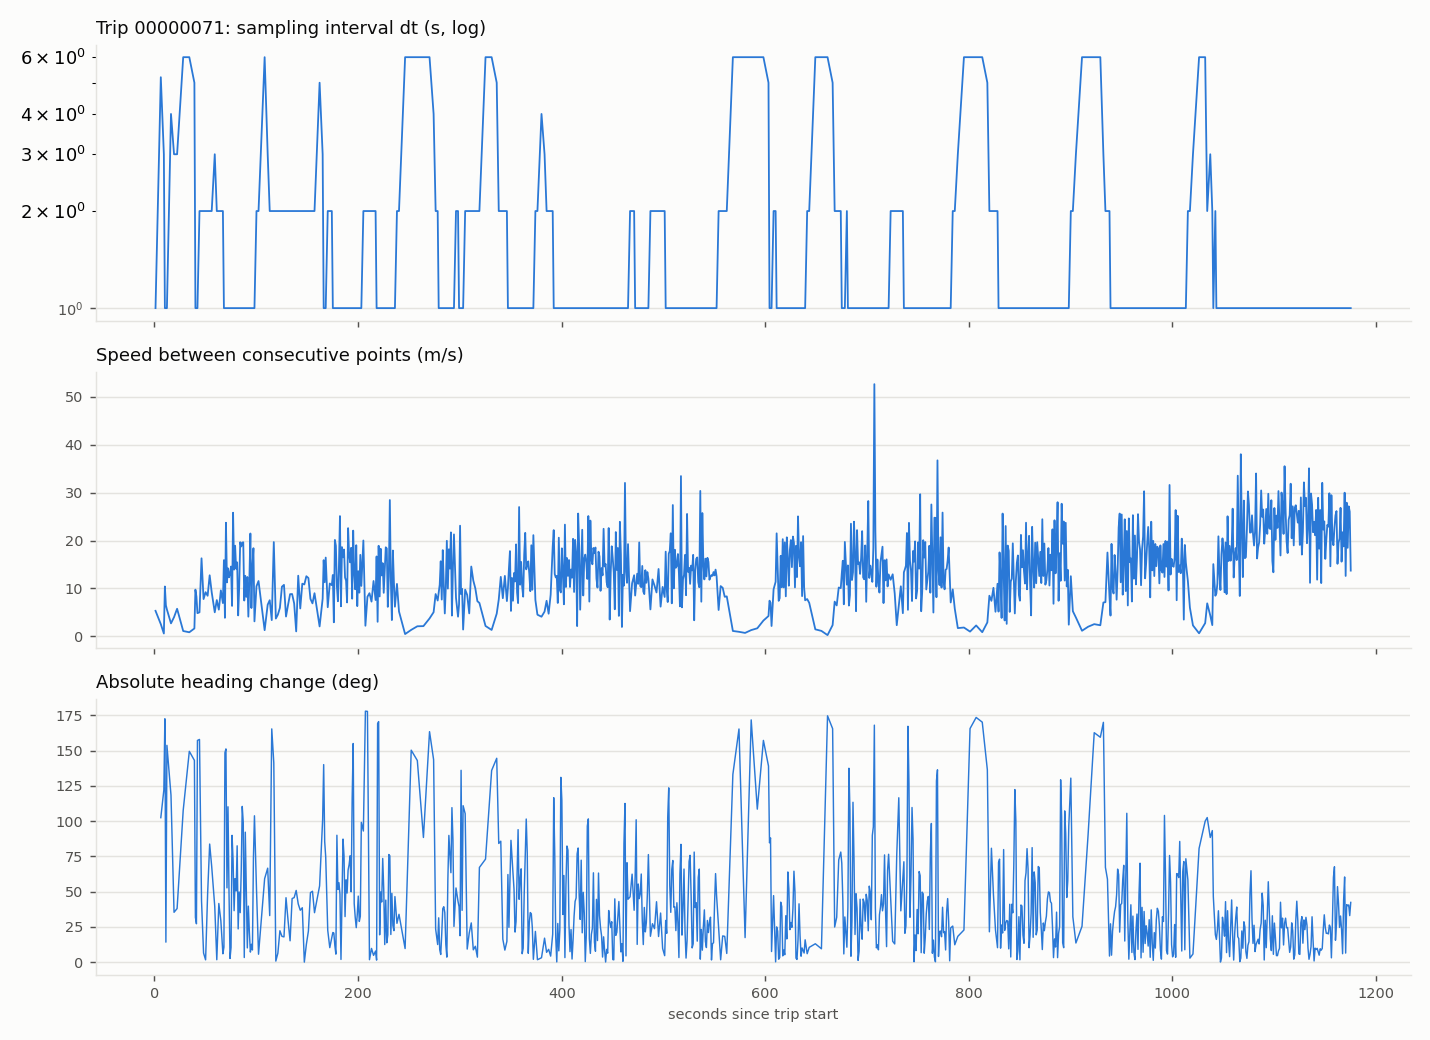 Trip 00000071: sampling interval dt (s, log)
6 × 10⁰
4 × 10⁰
3 × 10⁰
2 × 10⁰
10⁰
Speed between consecutive points (m/s)
50
40
30
20
10
0
Absolute heading change (deg)
175
150
125
100
75
50
25
0
0 200 400 600 800 1000 1200
seconds since trip start